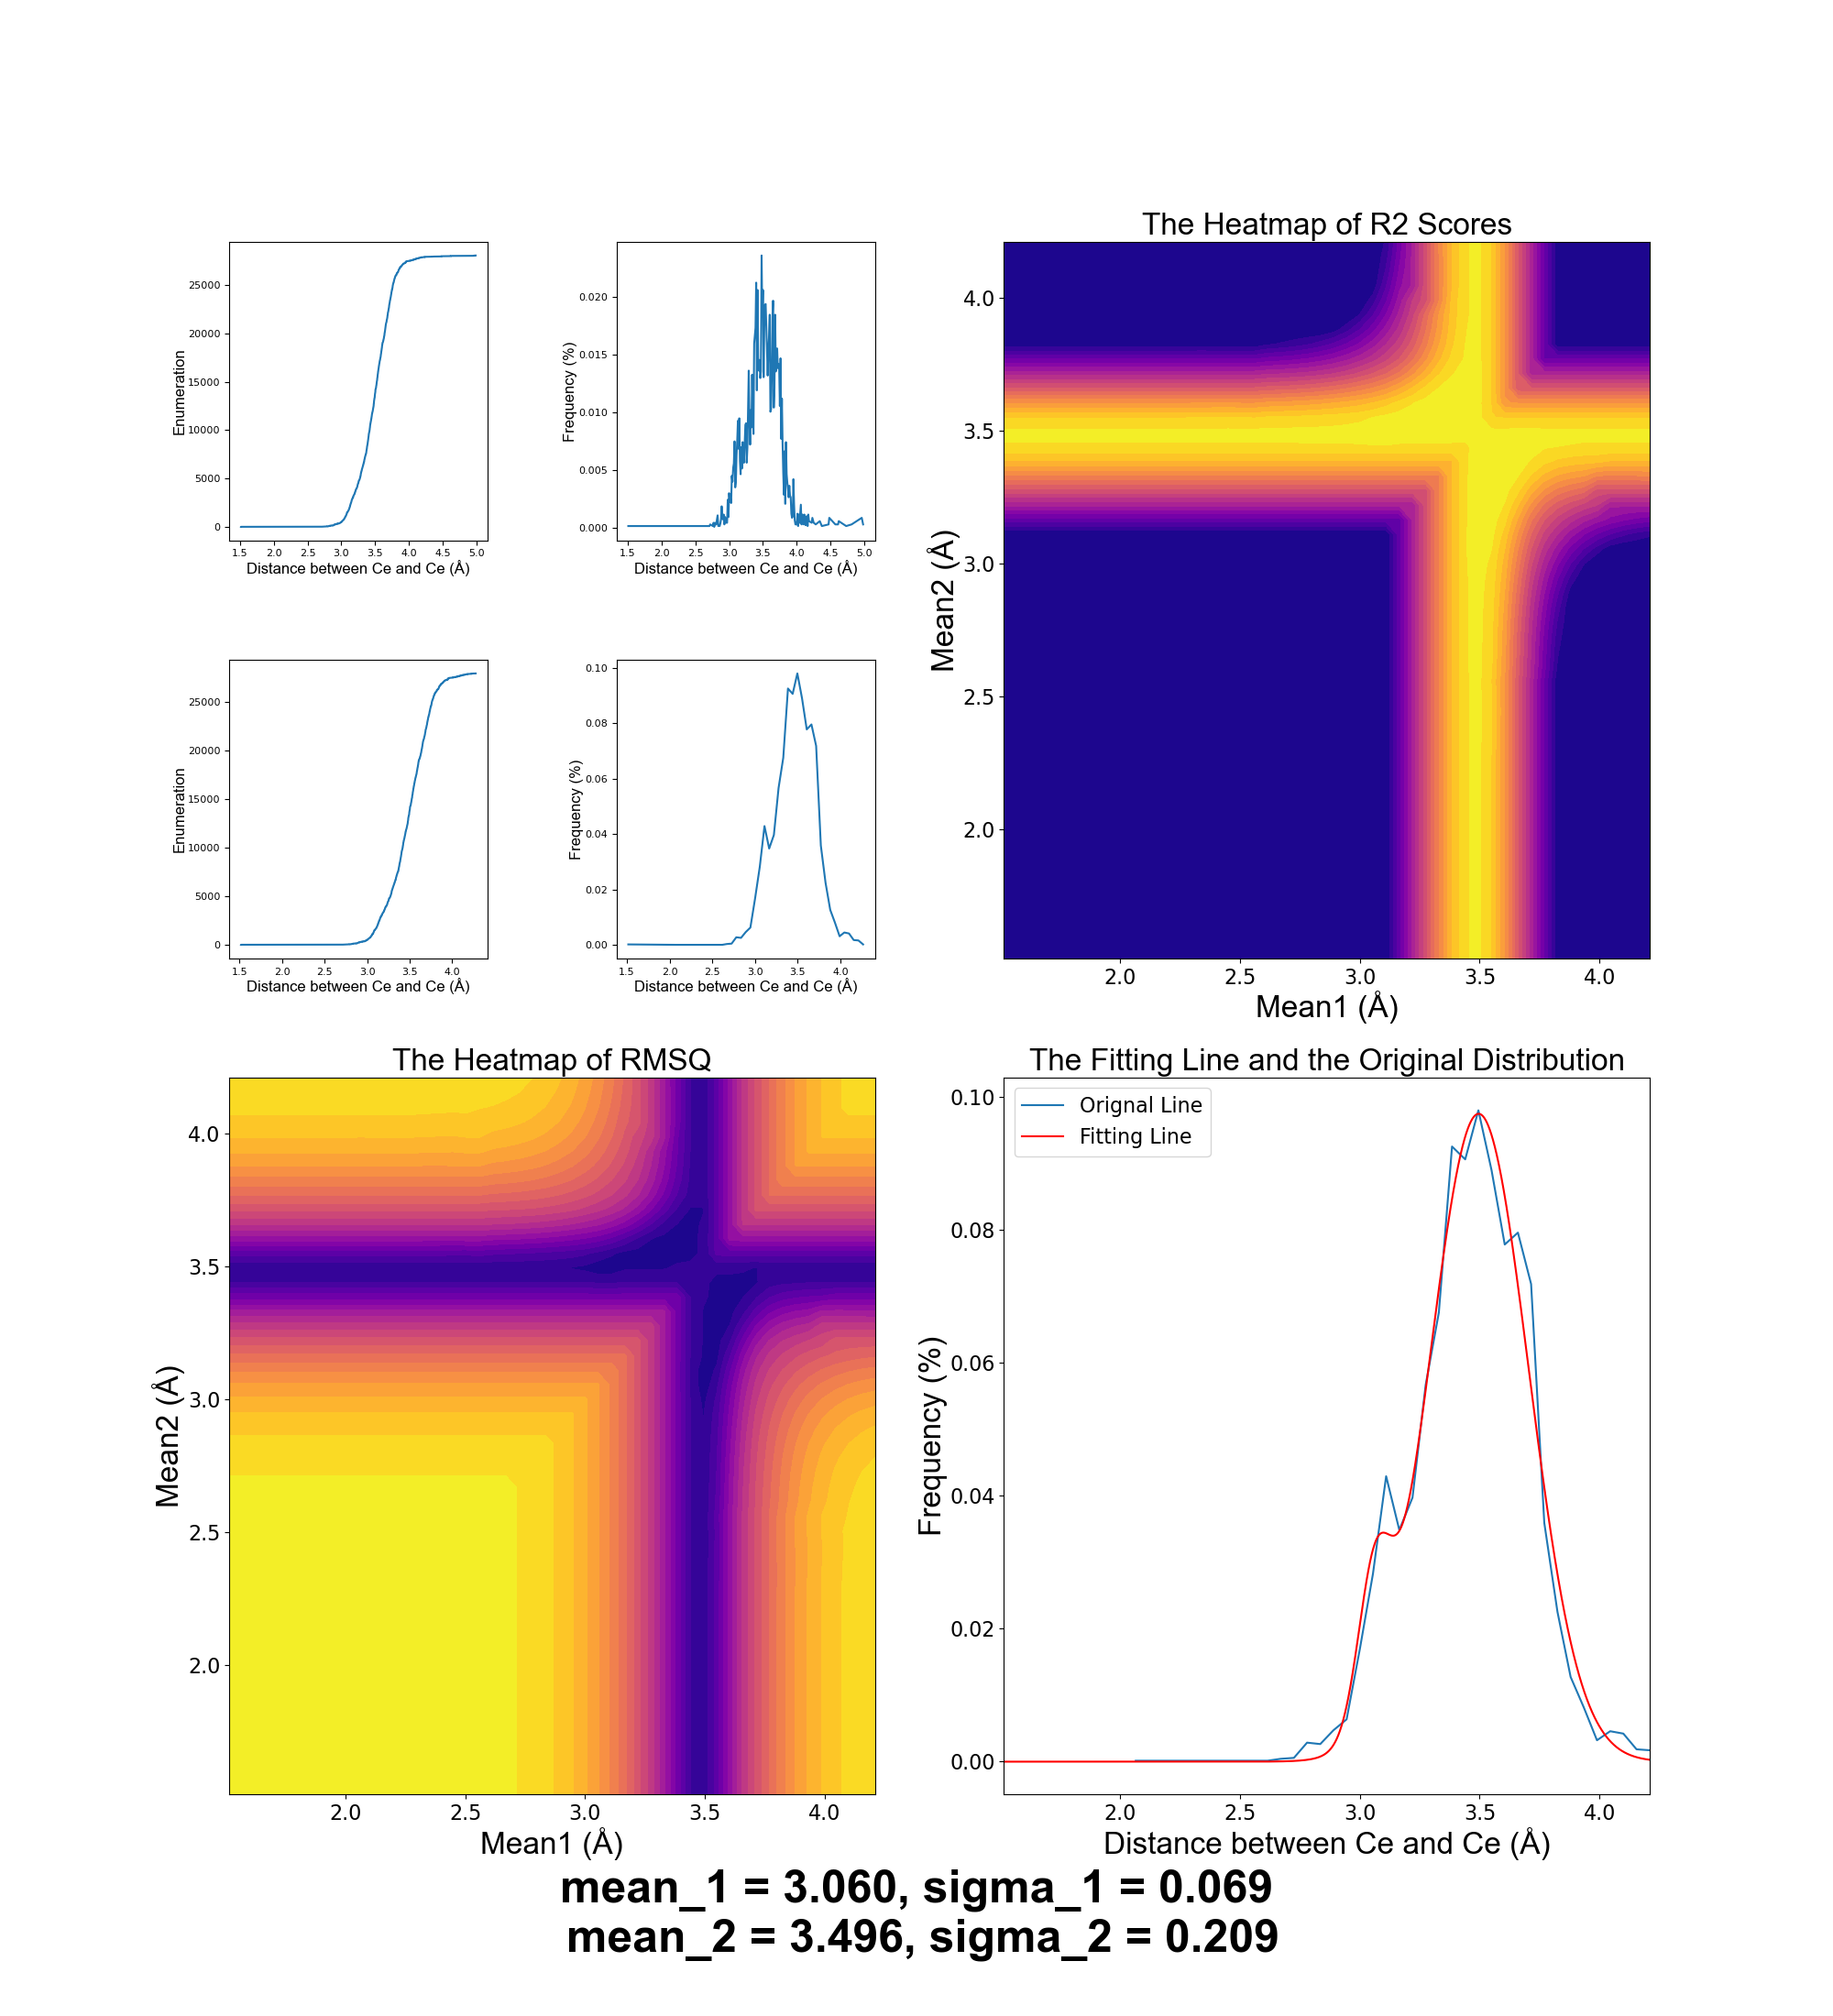 The Heatmap of R2 Scores
Enumeration
25000
20000
15000
10000
5000
0
1.5 2.0 2.5 3.0 3.5 4.0 4.5 5.0
Distance between Ce and Ce (Å)
Frequency (%)
0.020
0.015
0.010
0.005
0.000
1.5 2.0 2.5 3.0 3.5 4.0 4.5 5.0
Distance between Ce and Ce (Å)
Enumeration
25000
20000
15000
10000
5000
0
1.5 2.0 2.5 3.0 3.5 4.0
Distance between Ce and Ce (Å)
Frequency (%)
0.10
0.08
0.06
0.04
0.02
0.00
1.5 2.0 2.5 3.0 3.5 4.0
Distance between Ce and Ce (Å)
Mean2 (Å)
4.0
3.5
3.0
2.5
2.0
2.0 2.5 3.0 3.5 4.0
Mean1 (Å)
The Heatmap of RMSQ
Mean2 (Å)
4.0
3.5
3.0
2.5
2.0
2.0 2.5 3.0 3.5 4.0
Mean1 (Å)
The Fitting Line and the Original Distribution
Orignal Line
Fitting Line
Frequency (%)
0.10
0.08
0.06
0.04
0.02
0.00
2.0 2.5 3.0 3.5 4.0
Distance between Ce and Ce (Å)
mean_1 = 3.060, sigma_1 = 0.069
mean_2 = 3.496, sigma_2 = 0.209